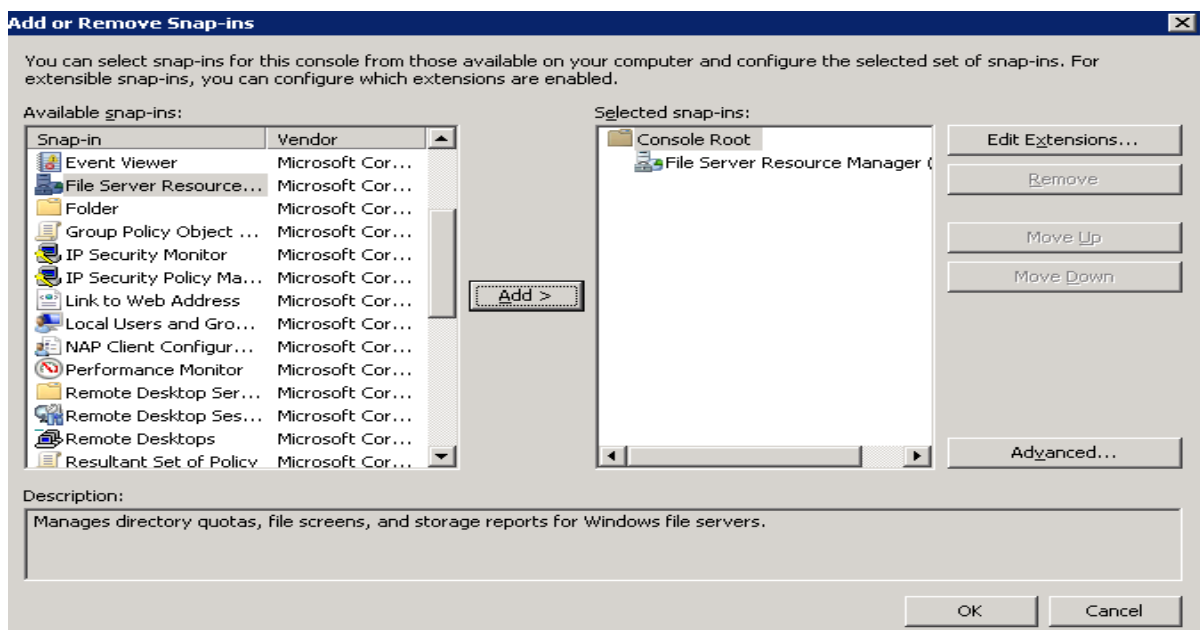 Add or Remove Snap-ins
You can select snap-ins for this console from those available on your computer and configure the selected set of snap-ins. For
extensible snap-ins, you can configure which extensions are enabled.
Available snap-ins:
Snap-in Vendor
Event Viewer Microsoft Cor...
File Server Resource... Microsoft Cor...
Folder Microsoft Cor...
Group Policy Object ... Microsoft Cor...
IP Security Monitor Microsoft Cor...
IP Security Policy Ma... Microsoft Cor...
Link to Web Address Microsoft Cor...
Local Users and Gro... Microsoft Cor...
NAP Client Configur... Microsoft Cor...
Performance Monitor Microsoft Cor...
Remote Desktop Ser... Microsoft Cor...
Remote Desktop Ses... Microsoft Cor...
Remote Desktops Microsoft Cor...
Resultant Set of Policy Microsoft Cor...
Add >
Selected snap-ins:
Console Root
File Server Resource Manager (
Edit Extensions...
Remove
Move Up
Move Down
Advanced...
Description:
Manages directory quotas, file screens, and storage reports for Windows file servers.
OK
Cancel